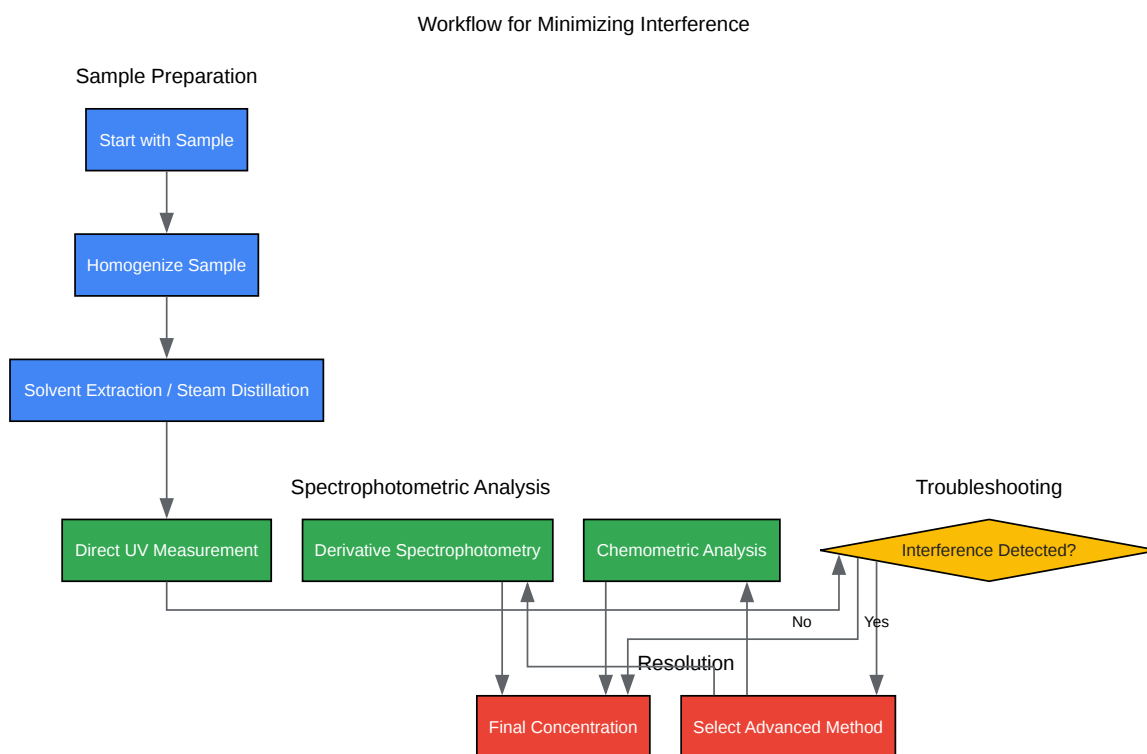 Workflow for Minimizing Interference
Sample Preparation
Start with Sample
Homogenize Sample
Solvent Extraction / Steam Distillation
Spectrophotometric Analysis
Troubleshooting
Direct UV Measurement
Derivative Spectrophotometry
Chemometric Analysis
Interference Detected?
No
Yes
Resolution
Final Concentration
Select Advanced Method